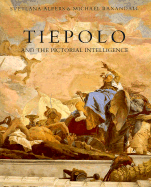 SVETLANA ALPERS & MICHAEL BAXANDALL
TIEPOLO
AND THE PICTORIAL INTELLIGENCE